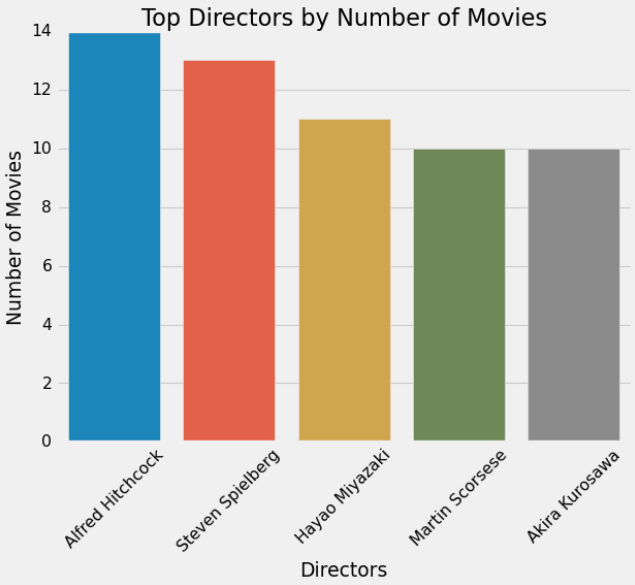 Top Directors by Number of Movies
14
12
10
8
6
4
2
0
Number of Movies
Alfred Hitchcock
Steven Spielberg
Hayao Miyazaki
Martin Scorsese
Akira Kurosawa
Directors